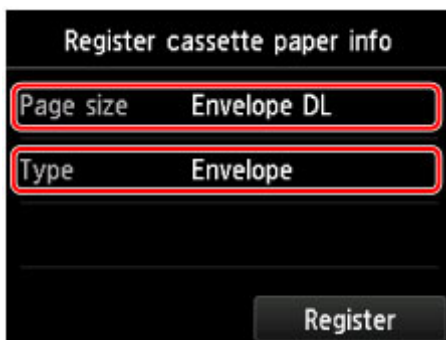 Register cassette paper info
Page size Envelope DL
Type Envelope
Register